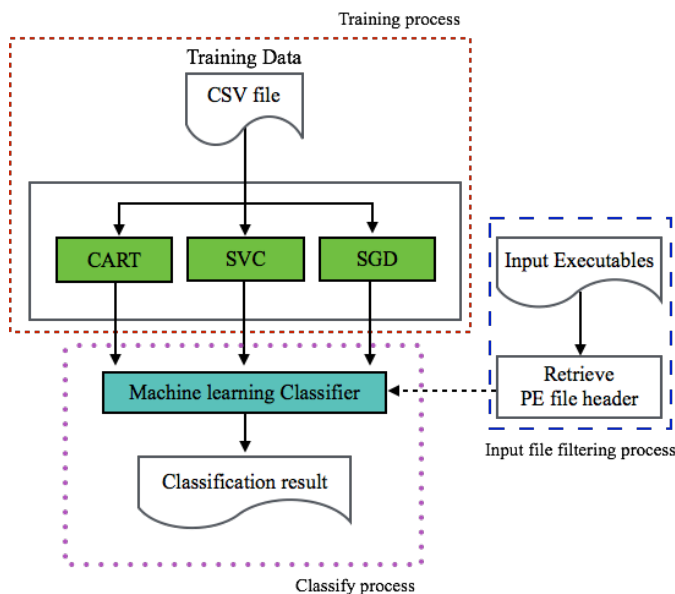 Training process
Training Data
CSV file
CART
SVC
SGD
Input Executables
Retrieve
PE file header
Machine learning Classifier
Input file filtering process
Classification result
Classify process